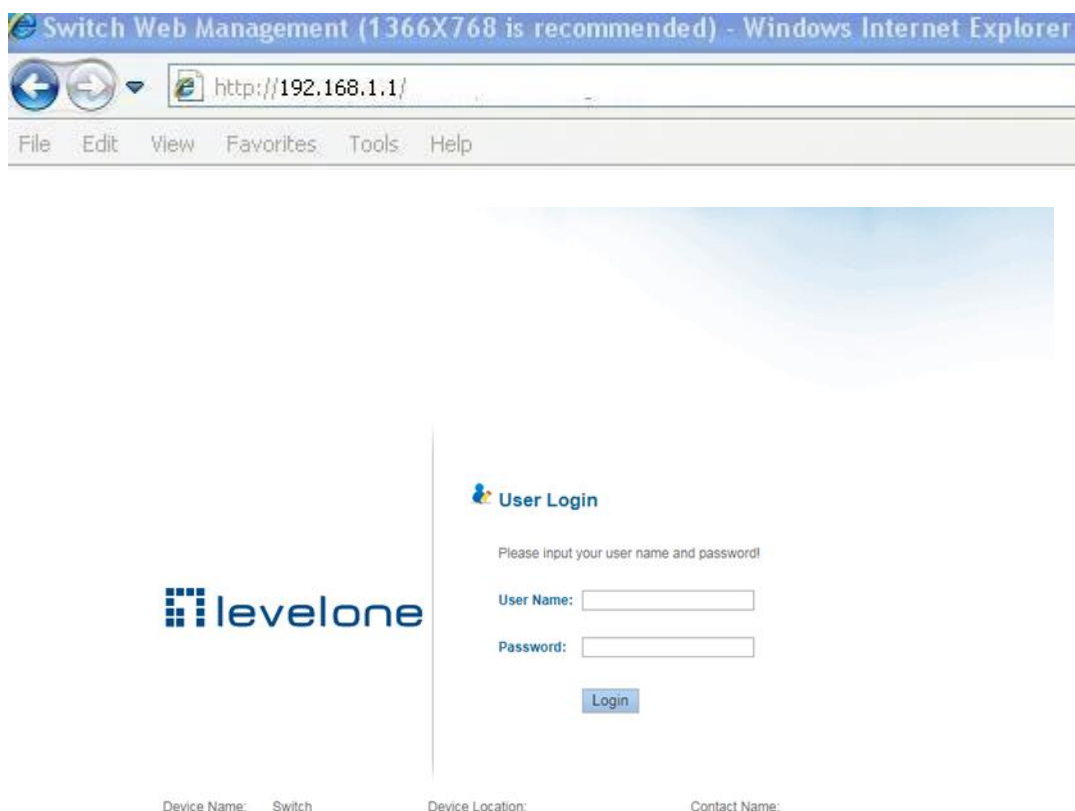 Switch Web Management (1366X768 is recommended) - Windows Internet Explorer
http://192.168.1.1/
File Edit View Favorites Tools Help
User Login
Please input your user name and password!
levelone
User Name:
Password:
Login
Device Name: Switch Device Location: Contact Name: